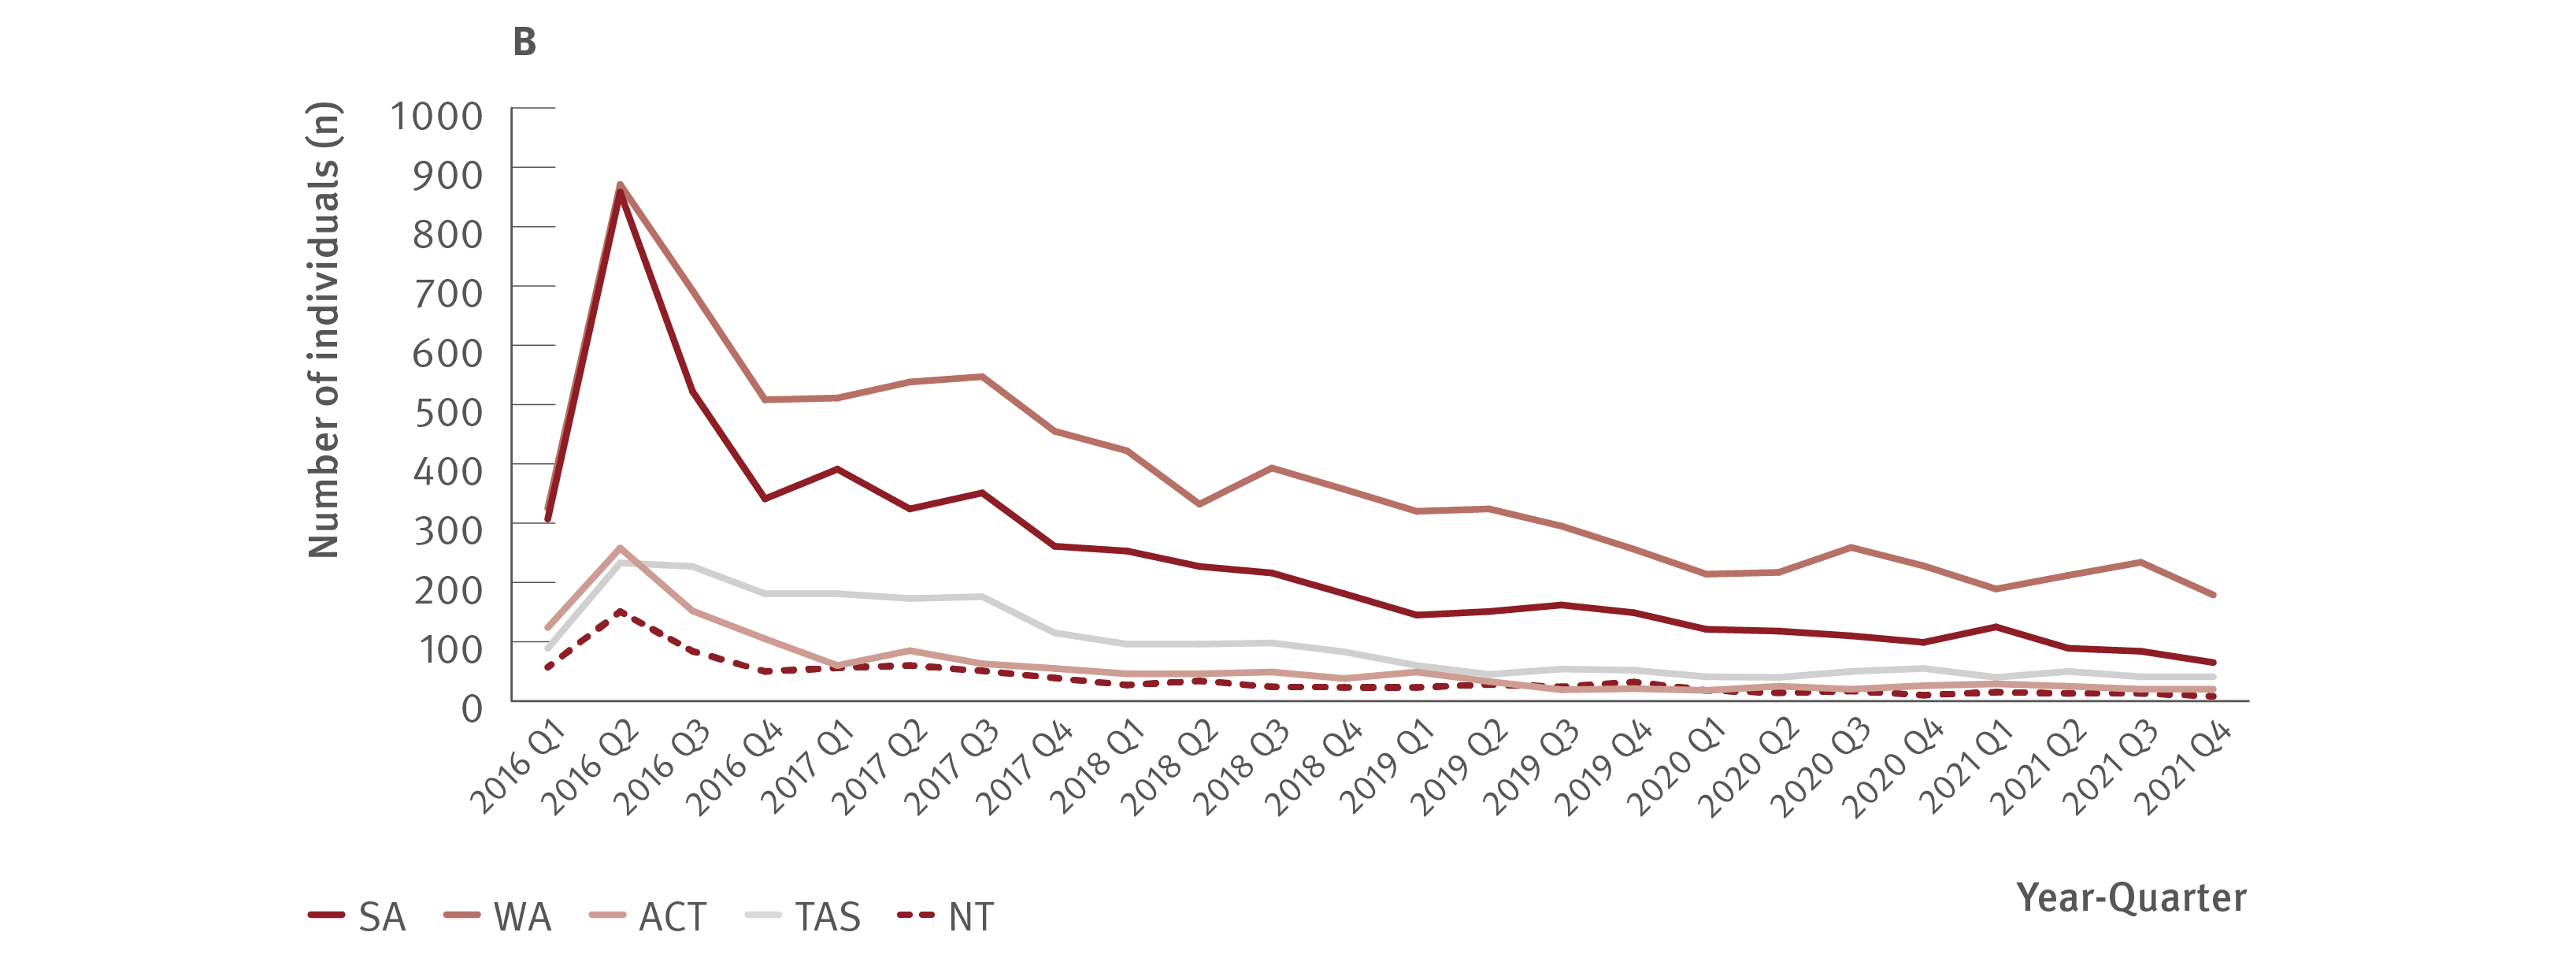 B
Number of individuals (n)
1000
900
800
700
600
500
400
300
200
100
0
2016 Q1
2016 Q2
2016 Q3
2016 Q4
2017 Q1
2017 Q2
2017 Q3
2017 Q4
2018 Q1
2018 Q2
2018 Q3
2018 Q4
2019 Q1
2019 Q2
2019 Q3
2019 Q4
2020 Q1
2020 Q2
2020 Q3
2020 Q4
2021 Q1
2021 Q2
2021 Q3
2021 Q4
Year-Quarter
SA WA ACT TAS NT